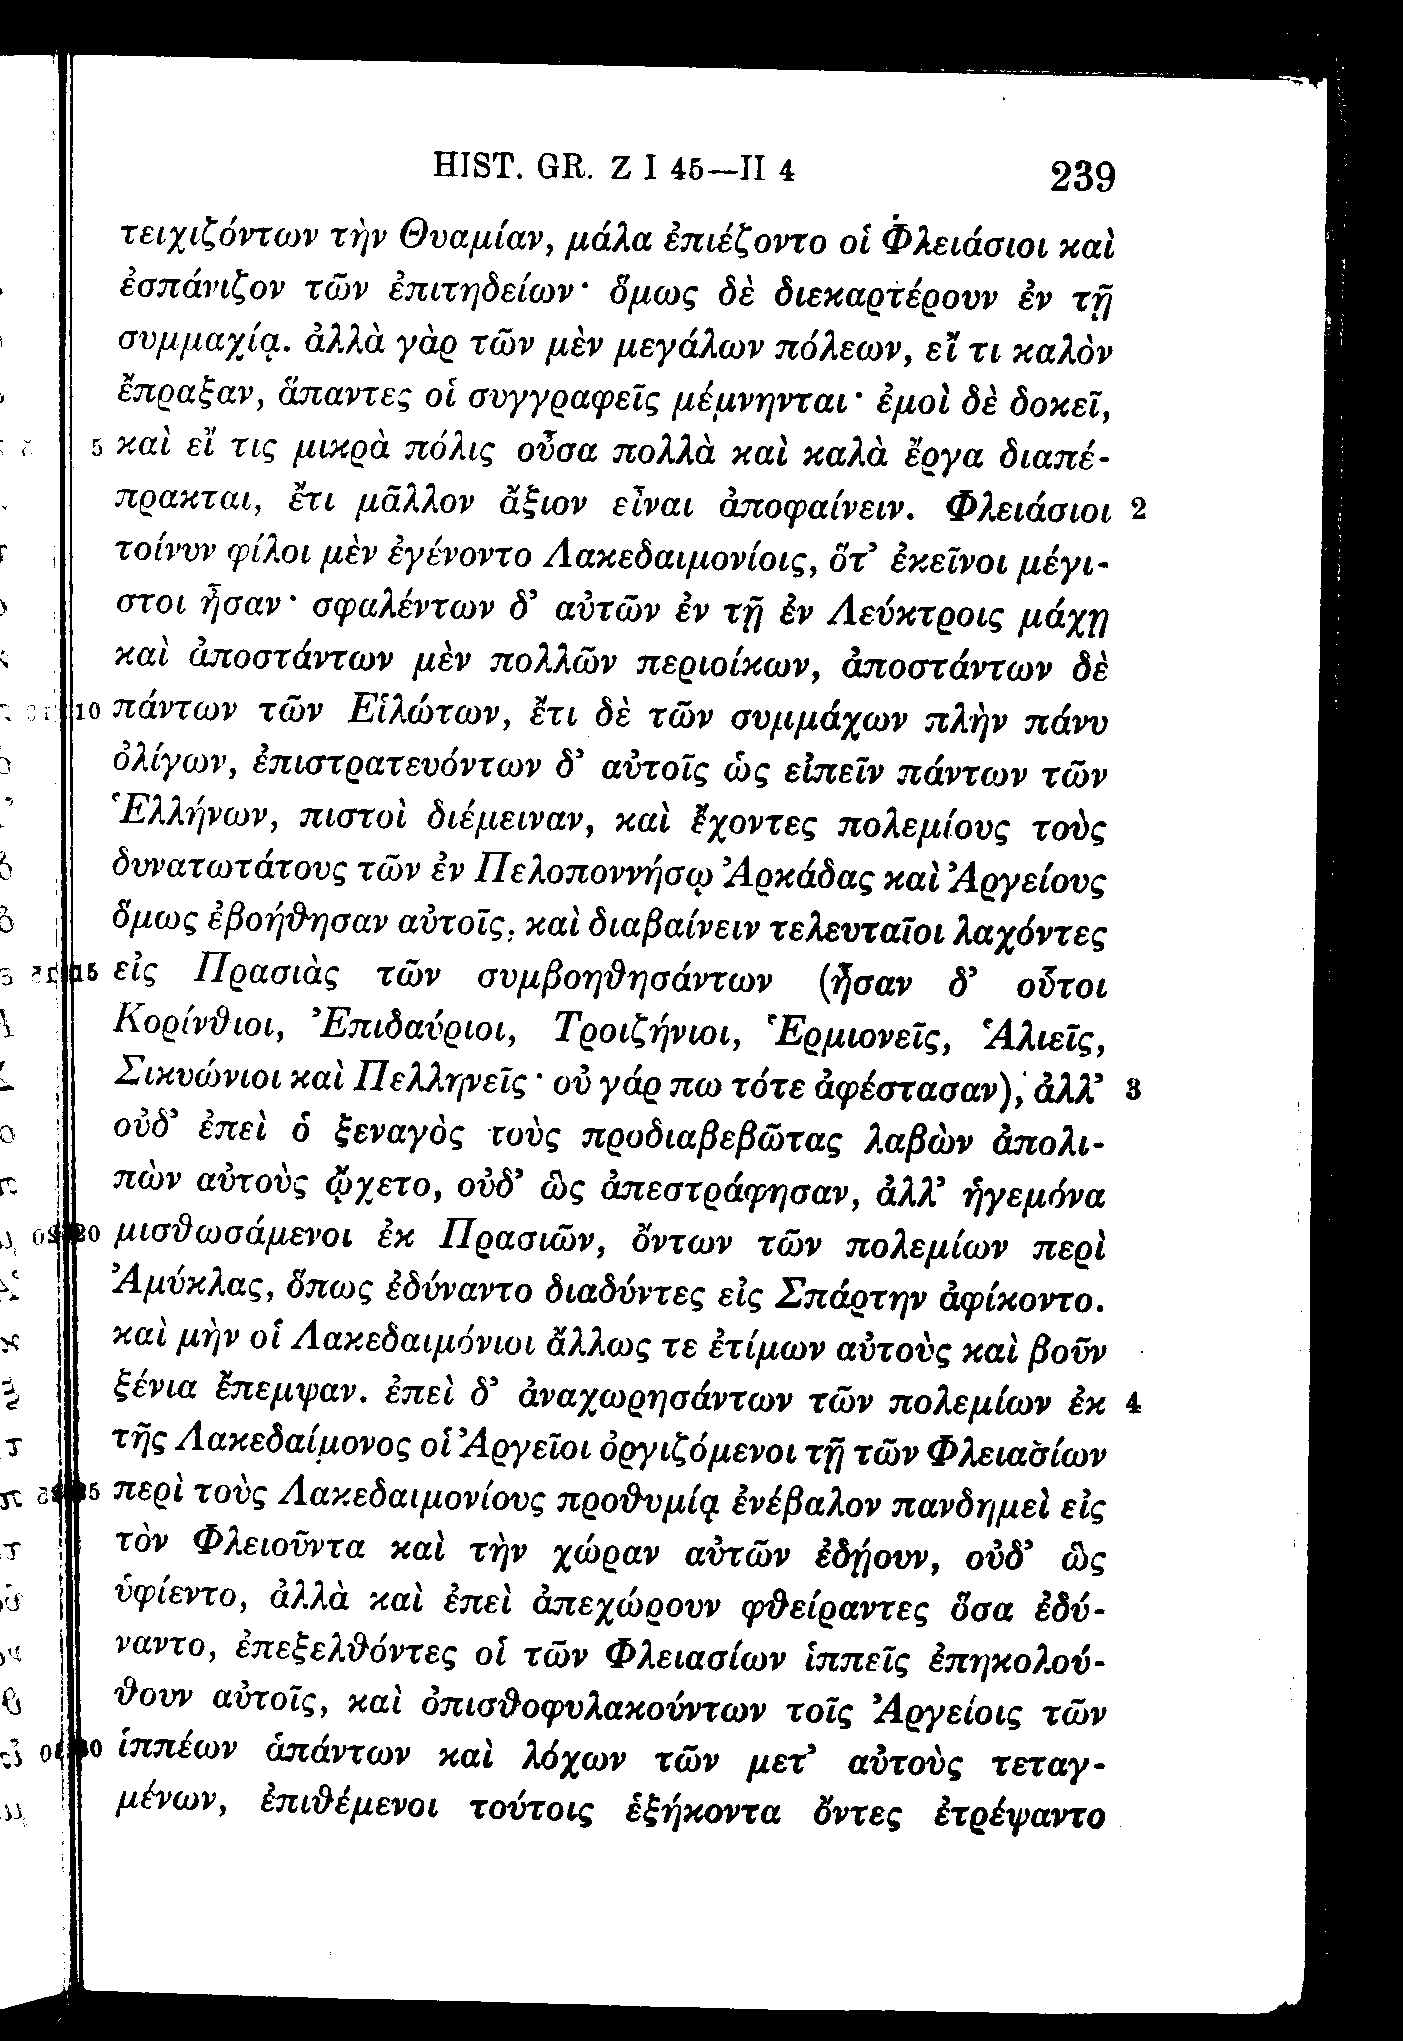 HIST. GR. Z I 45—II 4 239
τειχιζόντων τὴν Θυαμίαν, μάλα ἐπιέζοντο οἱ Φλειάσιοι καὶ
ἐσπάνιζον τῶν ἐπιτηδείων· ὅμως δὲ διεκαρτέρουν ἐν τῇ
συμμαχίᾳ. ἀλλὰ γὰρ τῶν μὲν μεγάλων πόλεων, εἴ τι καλὸν
ἔπραξαν, ἅπαντες οἱ συγγραφεῖς μέμνηνται· ἐμοὶ δὲ δοκεῖ,
5 καὶ εἴ τις μικρὰ πόλις οὖσα πολλὰ καὶ καλὰ ἔργα διαπέ-
πρακται, ἔτι μᾶλλον ἄξιον εἶναι ἀποφαίνειν. Φλειάσιοι 2
τοίνυν φίλοι μὲν ἐγένοντο Λακεδαιμονίοις, ὅτ’ ἐκεῖνοι μέγι-
στοι ἦσαν· σφαλέντων δ’ αὐτῶν ἐν τῇ ἐν Λεύκτροις μάχῃ
καὶ ἀποστάντων μὲν πολλῶν περιοίκων, ἀποστάντων δὲ
10 πάντων τῶν Εἱλώτων, ἔτι δὲ τῶν συμμάχων πλὴν πάνυ
ὀλίγων, ἐπιστρατευόντων δ’ αὐτοῖς ὡς εἰπεῖν πάντων τῶν
Ἑλλήνων, πιστοὶ διέμειναν, καὶ ἔχοντες πολεμίους τοὺς
δυνατωτάτους τῶν ἐν Πελοποννήσῳ Ἀρκάδας καὶ Ἀργείους
ὅμως ἐβοήθησαν αὐτοῖς, καὶ διαβαίνειν τελευταῖοι λαχόντες
15 εἰς Πρασιὰς τῶν συμβοηθησάντων (ἦσαν δ’ οὗτοι
Κορίνθιοι, Ἐπιδαύριοι, Τροιζήνιοι, Ἑρμιονεῖς, Ἁλιεῖς,
Σικυώνιοι καὶ Πελληνεῖς· οὐ γάρ πω τότε ἀφέστασαν), ἀλλ’ 3
οὐδ’ ἐπεὶ ὁ ξεναγὸς τοὺς προδιαβεβῶτας λαβὼν ἀπολι-
πὼν αὐτοὺς ᾤχετο, οὐδ’ ὣς ἀπεστράφησαν, ἀλλ’ ἡγεμόνα
20 μισθωσάμενοι ἐκ Πρασιῶν, ὄντων τῶν πολεμίων περὶ
Ἀμύκλας, ὅπως ἐδύναντο διαδύντες εἰς Σπάρτην ἀφίκοντο.
καὶ μὴν οἱ Λακεδαιμόνιοι ἄλλως τε ἐτίμων αὐτοὺς καὶ βοῦν
ξένια ἔπεμψαν. ἐπεὶ δ’ ἀναχωρησάντων τῶν πολεμίων ἐκ 4
τῆς Λακεδαίμονος οἱ Ἀργεῖοι ὀργιζόμενοι τῇ τῶν Φλειασίων
25 περὶ τοὺς Λακεδαιμονίους προθυμίᾳ ἐνέβαλον πανδημεὶ εἰς
τὸν Φλειοῦντα καὶ τὴν χώραν αὐτῶν ἐδῄουν, οὐδ’ ὣς
ὑφίεντο, ἀλλὰ καὶ ἐπεὶ ἀπεχώρουν φθείραντες ὅσα ἐδύ-
ναντο, ἐπεξελθόντες οἱ τῶν Φλειασίων ἱππεῖς ἐπηκολού-
θουν αὐτοῖς, καὶ ὀπισθοφυλακούντων τοῖς Ἀργείοις τῶν
30 ἱππέων ἁπάντων καὶ λόχων τῶν μετ’ αὐτοὺς τεταγ-
μένων, ἐπιθέμενοι τούτοις ἑξήκοντα ὄντες ἐτρέψαντο